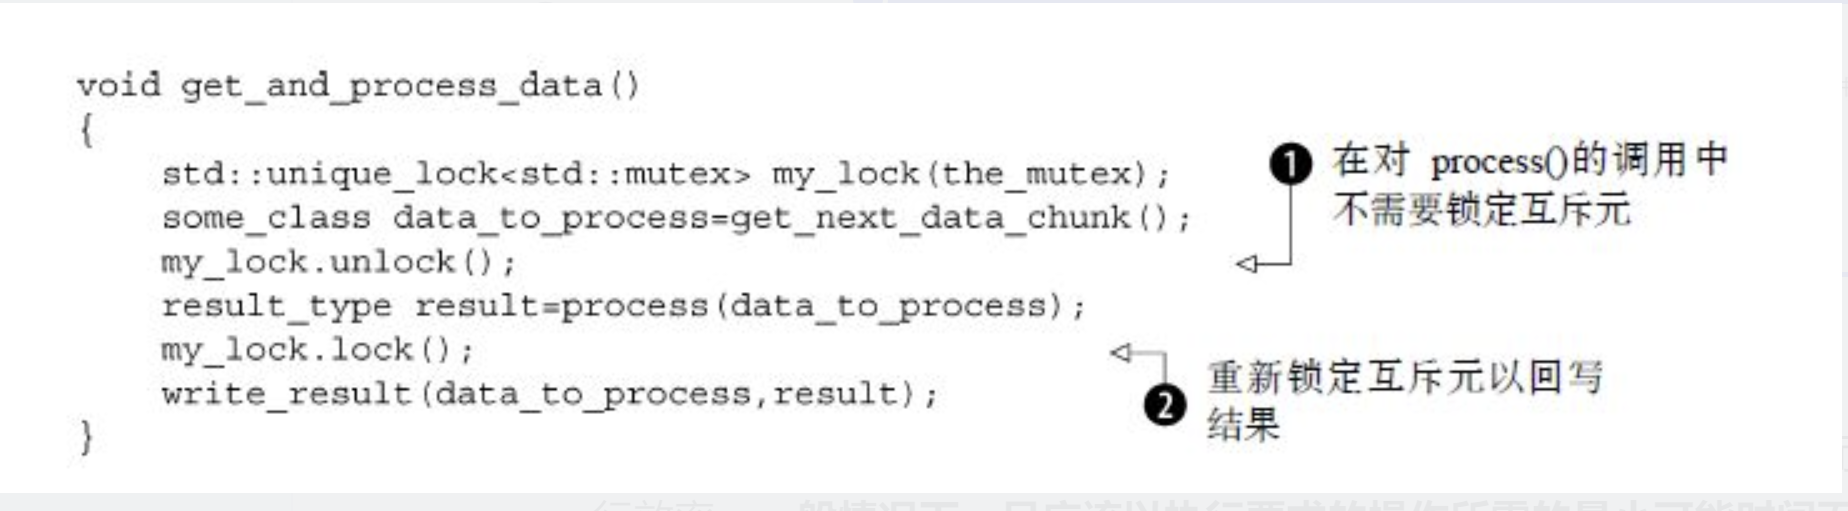 void get_and_process_data()
{
std::unique_lock<std::mutex> my_lock(the_mutex);
❶ 在对 process()的调用中
不需要锁定互斥元
some_class data_to_process=get_next_data_chunk();
my_lock.unlock();
result_type result=process(data_to_process);
my_lock.lock();
❷ 重新锁定互斥元以回写
结果
write_result(data_to_process,result);
}